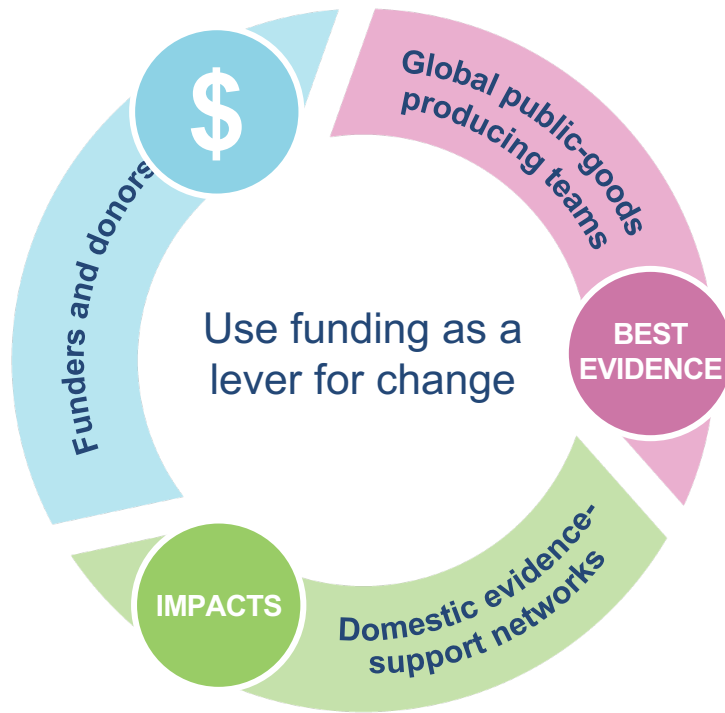 $
Global public-goods
producing teams
Funders and donors
Use funding as a
lever for change
BEST
EVIDENCE
IMPACTS
Domestic evidence-
support networks